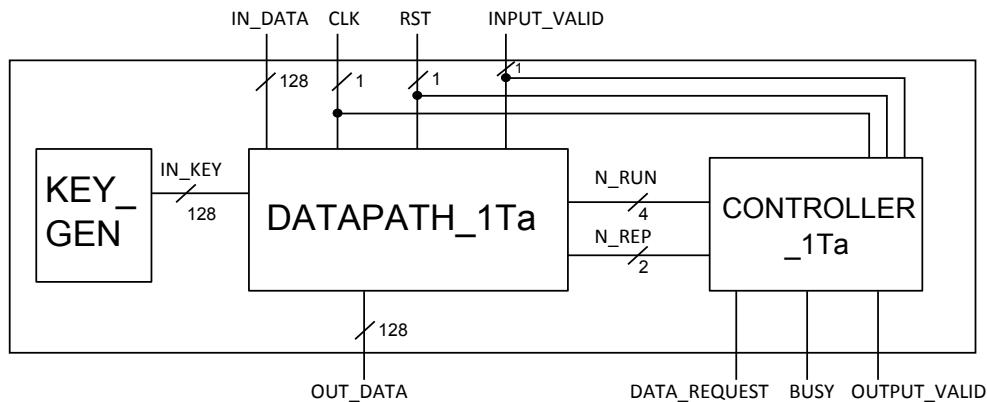 IN_DATA CLK RST INPUT_VALID
128 1 1 1
KEY_
GEN
IN_KEY
128
DATAPATH_1Ta
N_RUN
4
N_REP
2
CONTROLLER
_1Ta
128
OUT_DATA DATA_REQUEST BUSY OUTPUT_VALID